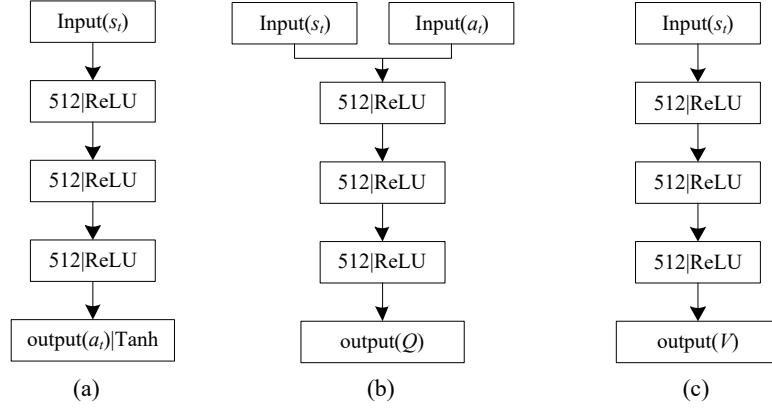 Input(sₜ)
512|ReLU
512|ReLU
512|ReLU
output(aₜ)|Tanh
(a)
Input(sₜ) Input(aₜ)
512|ReLU
512|ReLU
512|ReLU
output(Q)
(b)
Input(sₜ)
512|ReLU
512|ReLU
512|ReLU
output(V)
(c)